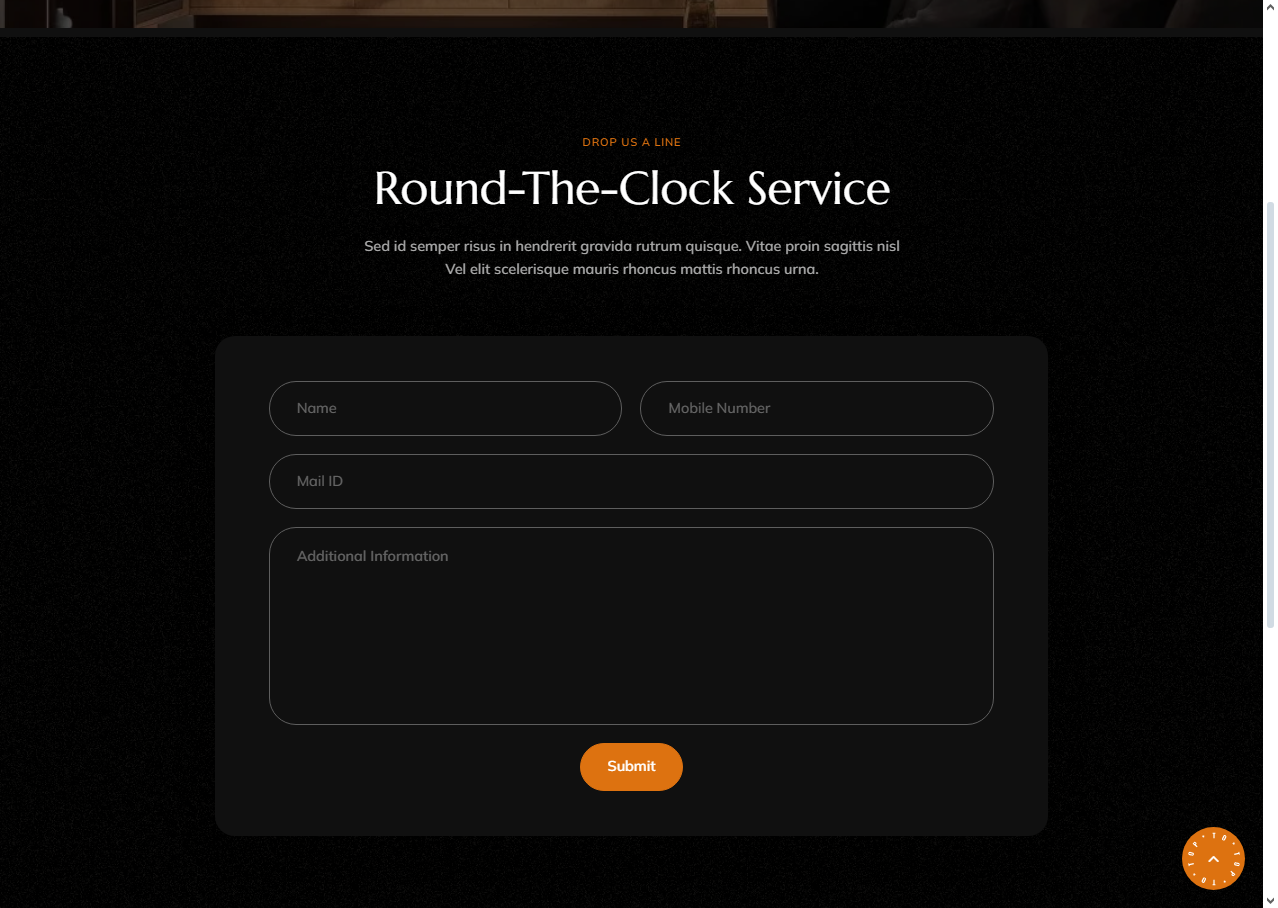 DROP US A LINE
Round-The-Clock Service
Sed id semper risus in hendrerit gravida rutrum quisque. Vitae proin sagittis nisl
Vel elit scelerisque mauris rhoncus mattis rhoncus urna.
Name
Mobile Number
Mail ID
Additional Information
Submit
TO • TOP • TO • TOP •